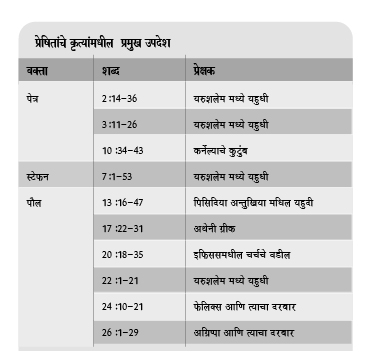 प्रेषितांचे कृत्यांमधील प्रमुख उपदेश
वक्ता शब्द प्रेक्षक
पेत्र 2:14–36 यरुशलेम मध्ये यहुधी
3:11–26 यरुशलेम मध्ये यहुधी
10:34–43 कर्नेल्याचे कुटुंब
स्टेफन 7:1–53 यरुशलेम मध्ये यहुधी
पौल 13:16–47 पिसिदिया अन्तुखिया मधिल यहुदी
17:22–31 अथेनी ग्रीक
20:18–35 इफिससमधील चर्चचे वडील
22:1–21 यरुशलेम मध्ये यहुधी
24:10–21 फेलिक्स आणि त्याचा दरबार
26:1–29 अग्रिप्पा आणि त्याचा दरबार